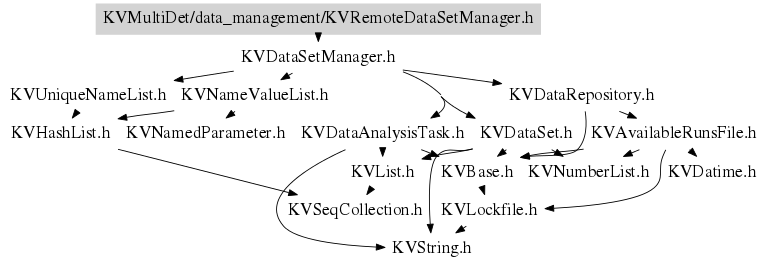 KVMultiDet/data_management/KVRemoteDataSetManager.h
KVDataSetManager.h
KVUniqueNameList.h KVNameValueList.h KVDataRepository.h
KVHashList.h KVNamedParameter.h KVDataAnalysisTask.h KVDataSet.h KVAvailableRunsFile.h
KVList.h KVBase.h KVNumberList.h KVDatime.h
KVSeqCollection.h KVLockfile.h
KVString.h